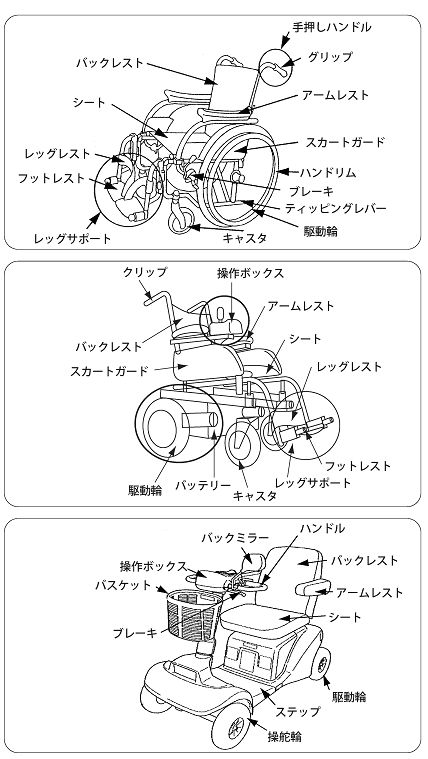 手押しハンドル
グリップ
バックレスト
アームレスト
シート
スカートガード
レッグレスト
ハンドリム
フットレスト
ブレーキ
ティッピングレバー
駆動輪
レッグサポート
キャスタ
クリップ
操作ボックス
アームレスト
バックレスト
シート
スカートガード
レッグレスト
フットレスト
レッグサポート
駆動輪
バッテリー
キャスタ
ハンドル
バックミラー
バックレスト
操作ボックス
バスケット
アームレスト
シート
ブレーキ
駆動輪
ステップ
操舵輪